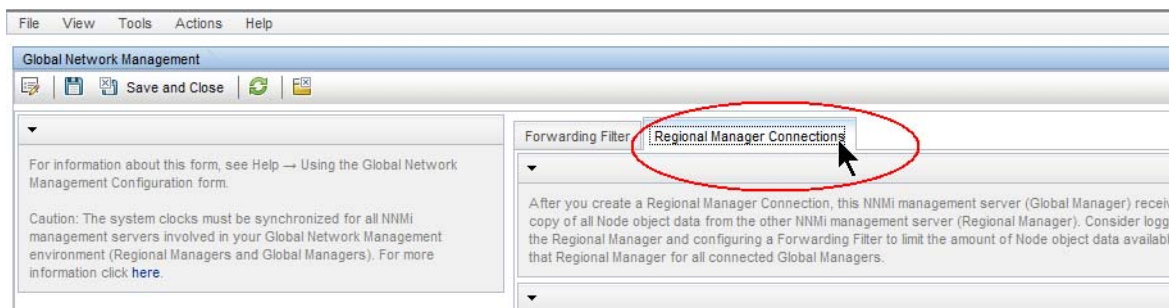 File View Tools Actions Help
Global Network Management
Save and Close
For information about this form, see Help → Using the Global Network
Management Configuration form.
Caution: The system clocks must be synchronized for all NNMi
management servers involved in your Global Network Management
environment (Regional Managers and Global Managers). For more
information click here.
Forwarding Filter Regional Manager Connections
After you create a Regional Manager Connection, this NNMi management server (Global Manager)
copy of all Node object data from the other NNMi management server (Regional Manager). Consider
the Regional Manager and configuring a Forwarding Filter to limit the amount of Node object data
that Regional Manager for all connected Global Managers.